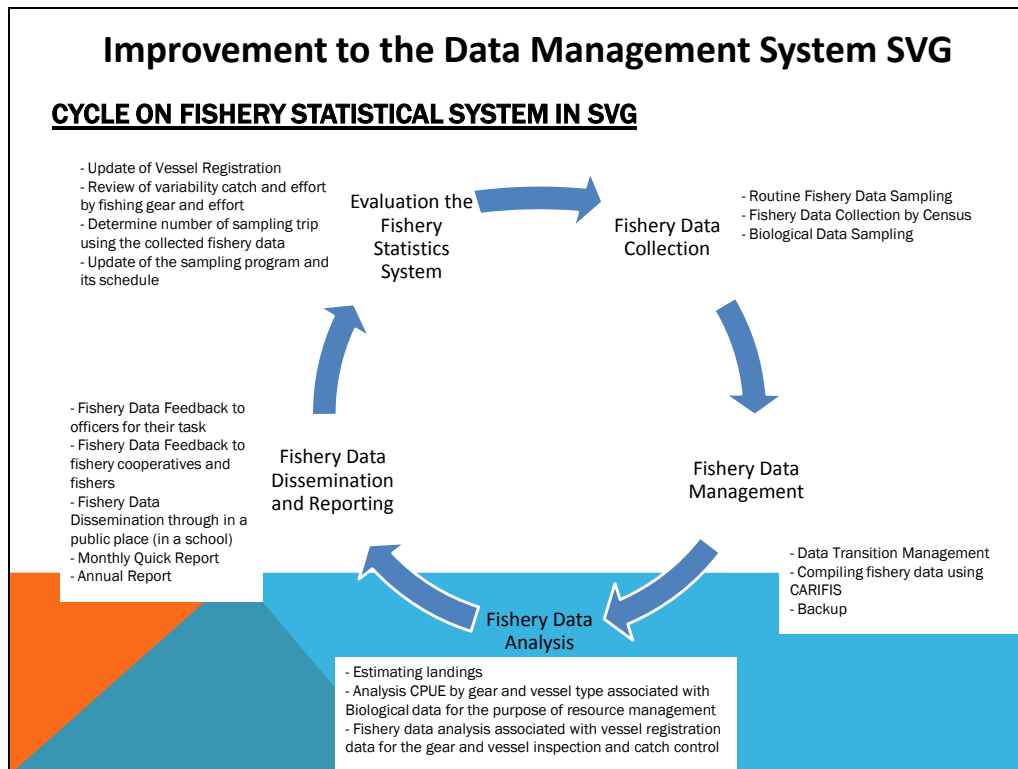 Improvement to the Data Management System SVG
CYCLE ON FISHERY STATISTICAL SYSTEM IN SVG
- Update of Vessel Registration
- Review of variability catch and effort
by fishing gear and effort
- Determine number of sampling trip
using the collected fishery data
- Update of the sampling program and
its schedule
Evaluation the
Fishery
Statistics
System
Fishery Data
Collection
- Routine Fishery Data Sampling
- Fishery Data Collection by Census
- Biological Data Sampling
Fishery Data
Management
- Data Transition Management
- Compiling fishery data using
CARIFIS
- Backup
Fishery Data
Analysis
- Estimating landings
- Analysis CPUE by gear and vessel type associated with
Biological data for the purpose of resource management
- Fishery data analysis associated with vessel registration
data for the gear and vessel inspection and catch control
Fishery Data
Dissemination
and Reporting
- Fishery Data Feedback to
officers for their task
- Fishery Data Feedback to
fishery cooperatives and
fishers
- Fishery Data
Dissemination through in a
public place (in a school)
- Monthly Quick Report
- Annual Report